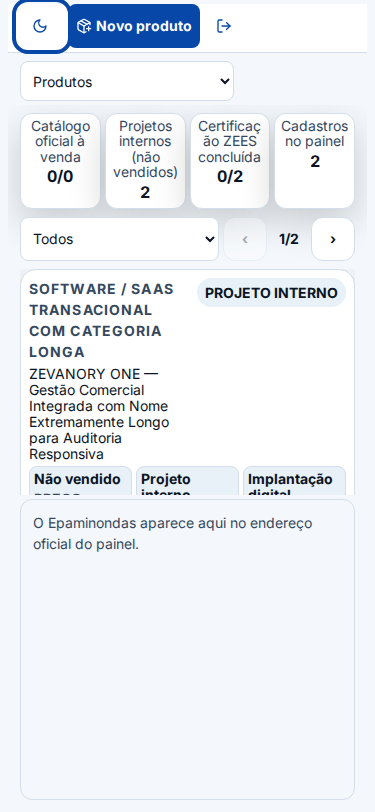 Novo produto
Produtos
Catálogo
oficial à
venda
0/0
Projetos
internos
(não
vendidos)
2
Certificaç
ão ZEES
concluída
0/2
Cadastros
no painel
2
Todos
‹
1/2
›
SOFTWARE / SAAS
TRANSACIONAL
COM CATEGORIA
LONGA
PROJETO INTERNO
ZEVANORY ONE —
Gestão Comercial
Integrada com Nome
Extremamente Longo
para Auditoria
Responsiva
Não vendido
Projeto
interno
Implantação
digital
O Epaminondas aparece aqui no endereço
oficial do painel.